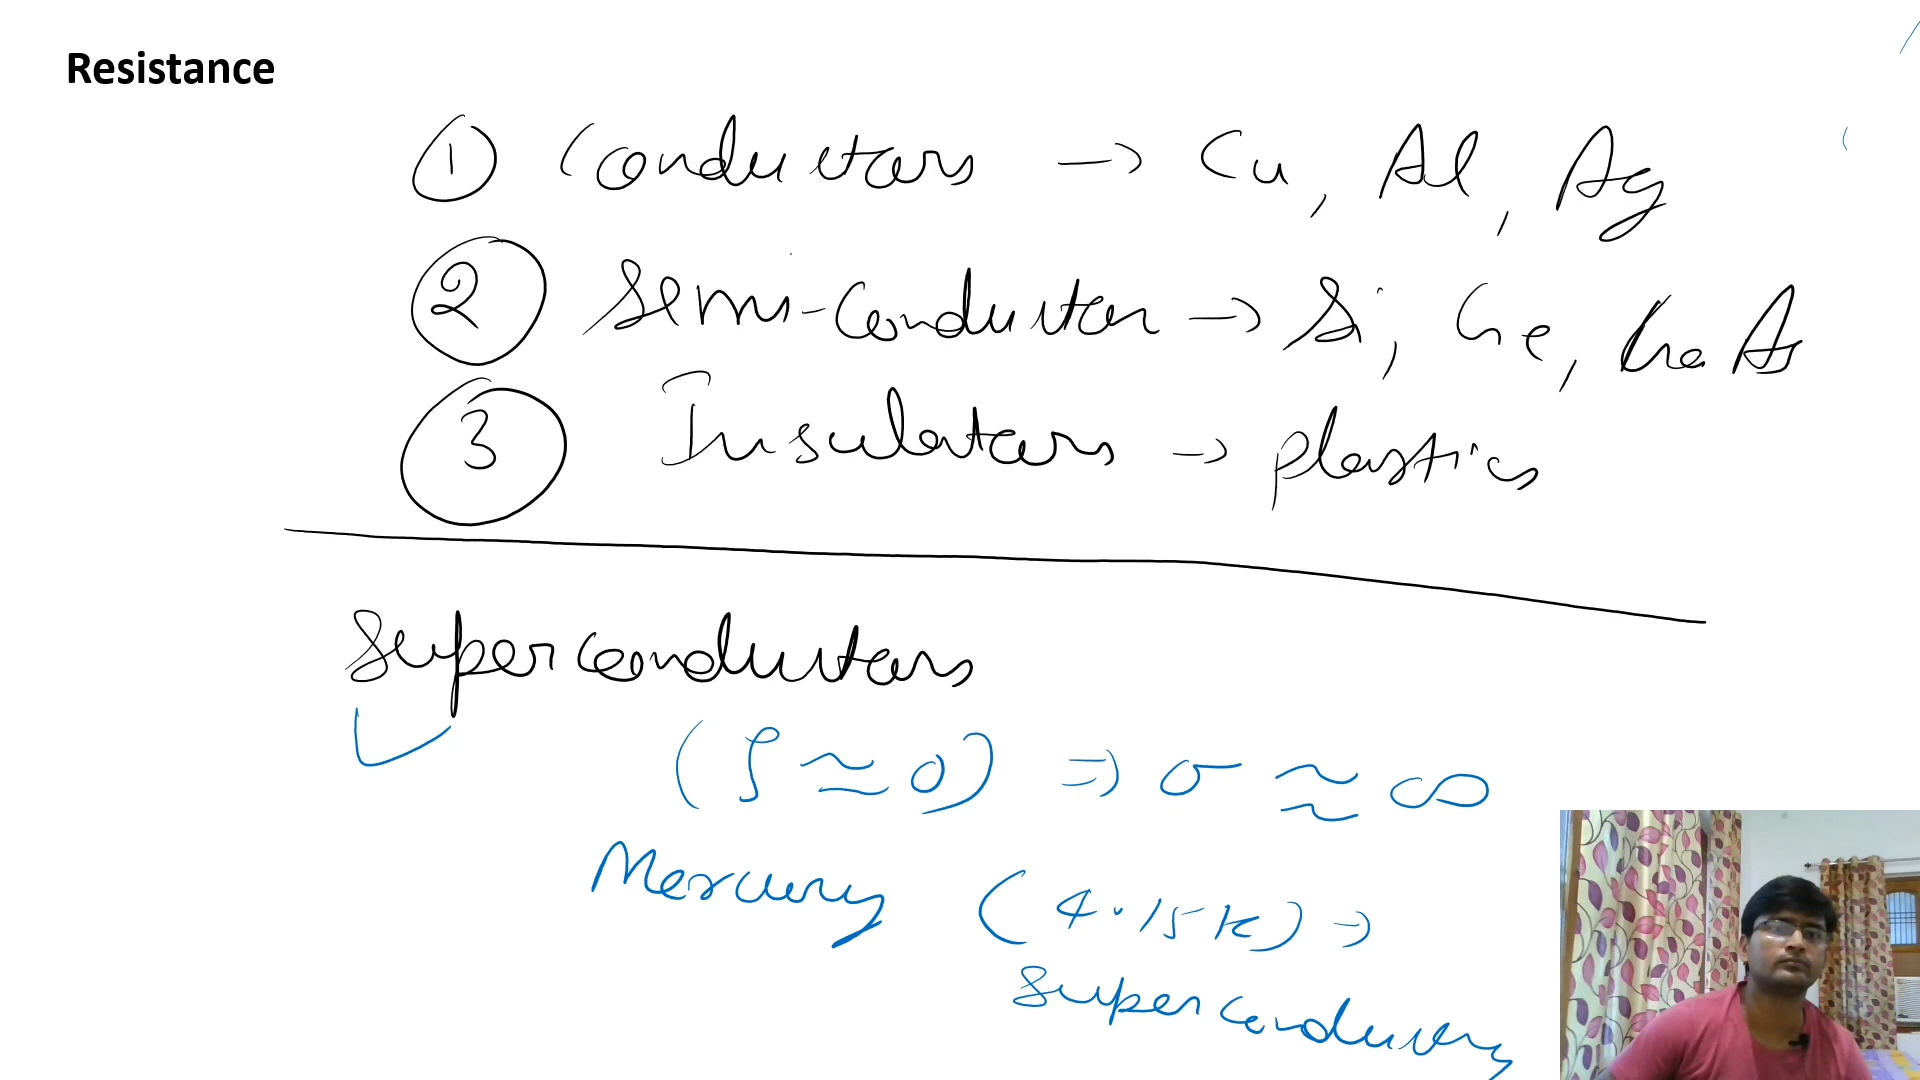 Resistance
① Conductors → Cu, Al, Ag
② Semi-Conductor → Si, Ge, GaAs
③ Insulators → plastics
Superconductors
(ρ ≃ 0) ⇒ σ ≈ ∞
Mercury (4.15K) →
Superconductors